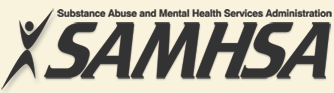 Substance Abuse and Mental Health Services Administration
SAMHSA